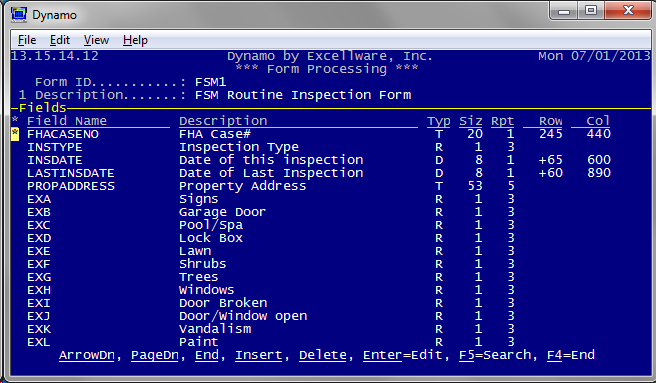 Dynamo
File Edit View Help
13.15.14.12 Dynamo by Excellware, Inc. Mon 07/01/2013
*** Form Processing ***
Form ID...........: FSM1
1 Description.......: FSM Routine Inspection Form
Fields
* Field Name Description Typ Siz Rpt Row Col
* FHACASENO FHA Case# T 20 1 245 440
INSTYPE Inspection Type R 1 3
INSDATE Date of this inspection D 8 1 +65 600
LASTINSDATE Date of Last Inspection D 8 1 +60 890
PROPADDRESS Property Address T 53 5
EXA Signs R 1 3
EXB Garage Door R 1 3
EXC Pool/Spa R 1 3
EXD Lock Box R 1 3
EXE Lawn R 1 3
EXF Shrubs R 1 3
EXG Trees R 1 3
EXH Windows R 1 3
EXI Door Broken R 1 3
EXJ Door/Window open R 1 3
EXK Vandalism R 1 3
EXL Paint R 1 3
ArrowDn, PageDn, End, Insert, Delete, Enter=Edit, F5=Search, F4=End